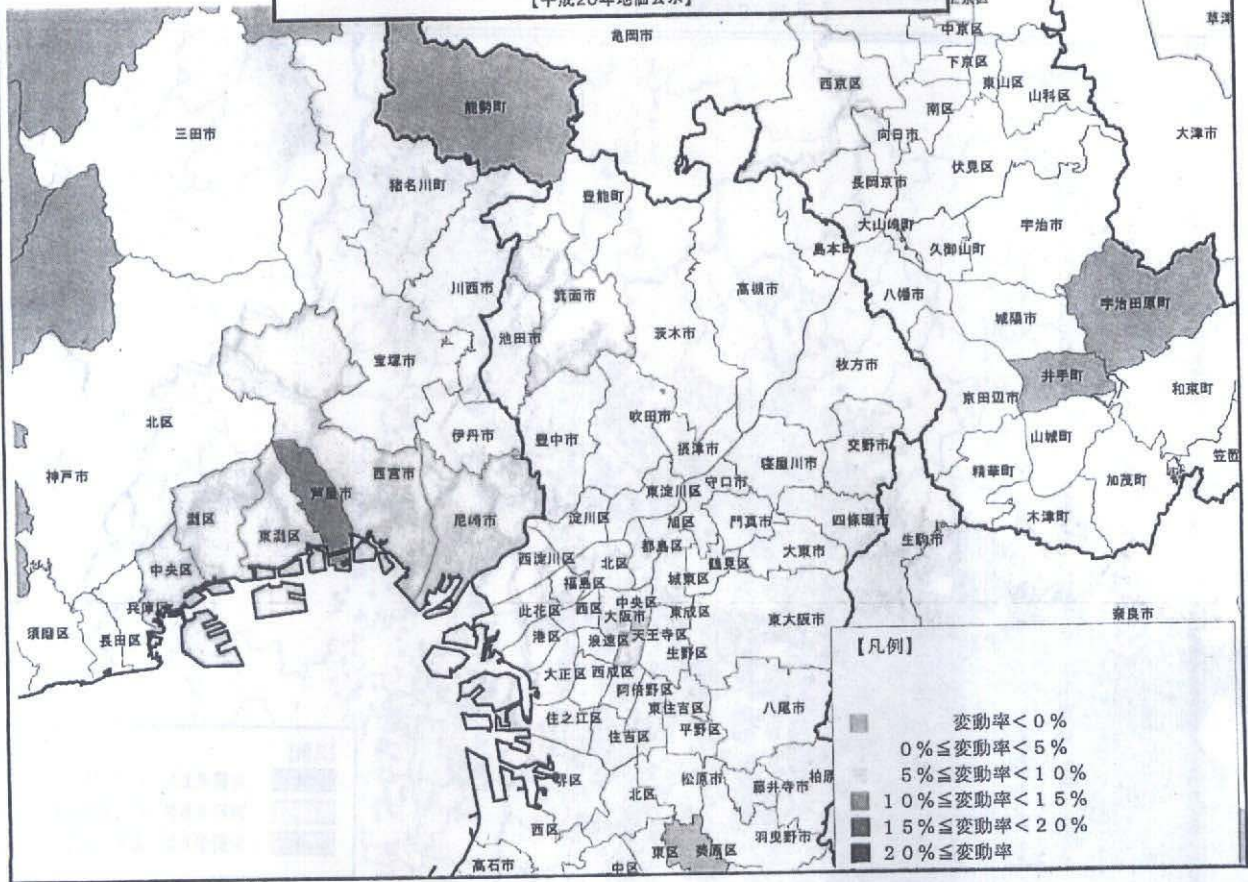 【平成20年地価公示】
亀岡市
中京区
下京区
東山区
山科区
西京区
南区
向日市
伏見区
大津市
長岡京市
能勢町
三田市
猪名川町
豊能町
大山崎町
久御山町
宇治市
島本町
川西市
箕面市
高槻市
八幡市
宇治田原町
城陽市
池田市
茨木市
宝塚市
枚方市
井手町
和束町
京田辺市
北区
吹田市
伊丹市
豊中市
摂津市
交野市
山城町
神戸市
西宮市
寝屋川市
精華町
加茂町
笠置
芦屋市
東淀川区
守口市
灘区
尼崎市
淀川区
旭区
門真市
四條畷市
木津町
東灘区
都島区
生駒市
西淀川区
北区
鶴見区
大東市
中央区
福島区
城東区
兵庫区
此花区
西区
中央区
大阪市
東成区
東大阪市
奈良市
須磨区
長田区
港区
浪速区
天王寺区
生野区
大正区
西成区
阿倍野区
東住吉区
八尾市
住之江区
住吉区
平野区
堺区
松原市
藤井寺市
柏原
北区
西区
羽曳野市
東区
美原区
高石市
中区
【凡例】
変動率<0%
0%≦変動率<5%
5%≦変動率<10%
10%≦変動率<15%
15%≦変動率<20%
20%≦変動率